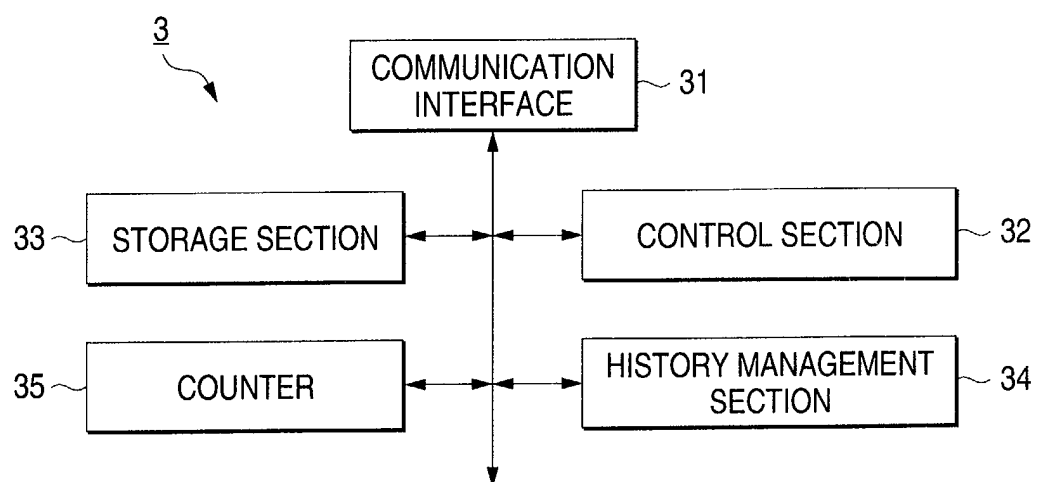 3
COMMUNICATION
INTERFACE
31
33
STORAGE SECTION
CONTROL SECTION
32
35
COUNTER
HISTORY MANAGEMENT
SECTION
34